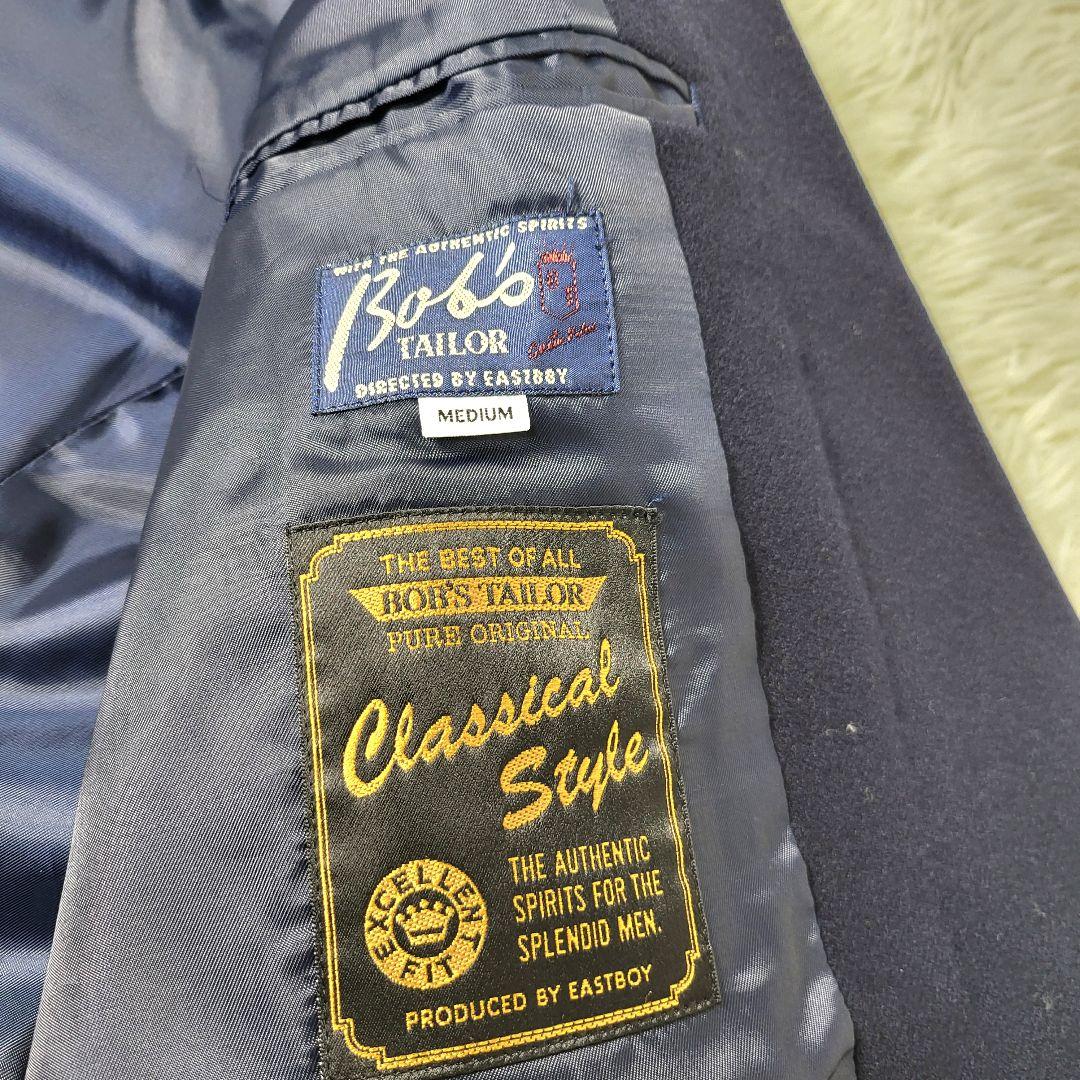 WITH THE AUTHENTIC SPIRITS
Bob's
TAILOR
DIRECTED BY EASTBOY
MEDIUM
THE BEST OF ALL
BOB'S TAILOR
PURE ORIGINAL
Classical
Style
EXCELLENT
FIT
THE AUTHENTIC
SPIRITS FOR THE
SPLENDID MEN.
PRODUCED BY EASTBOY